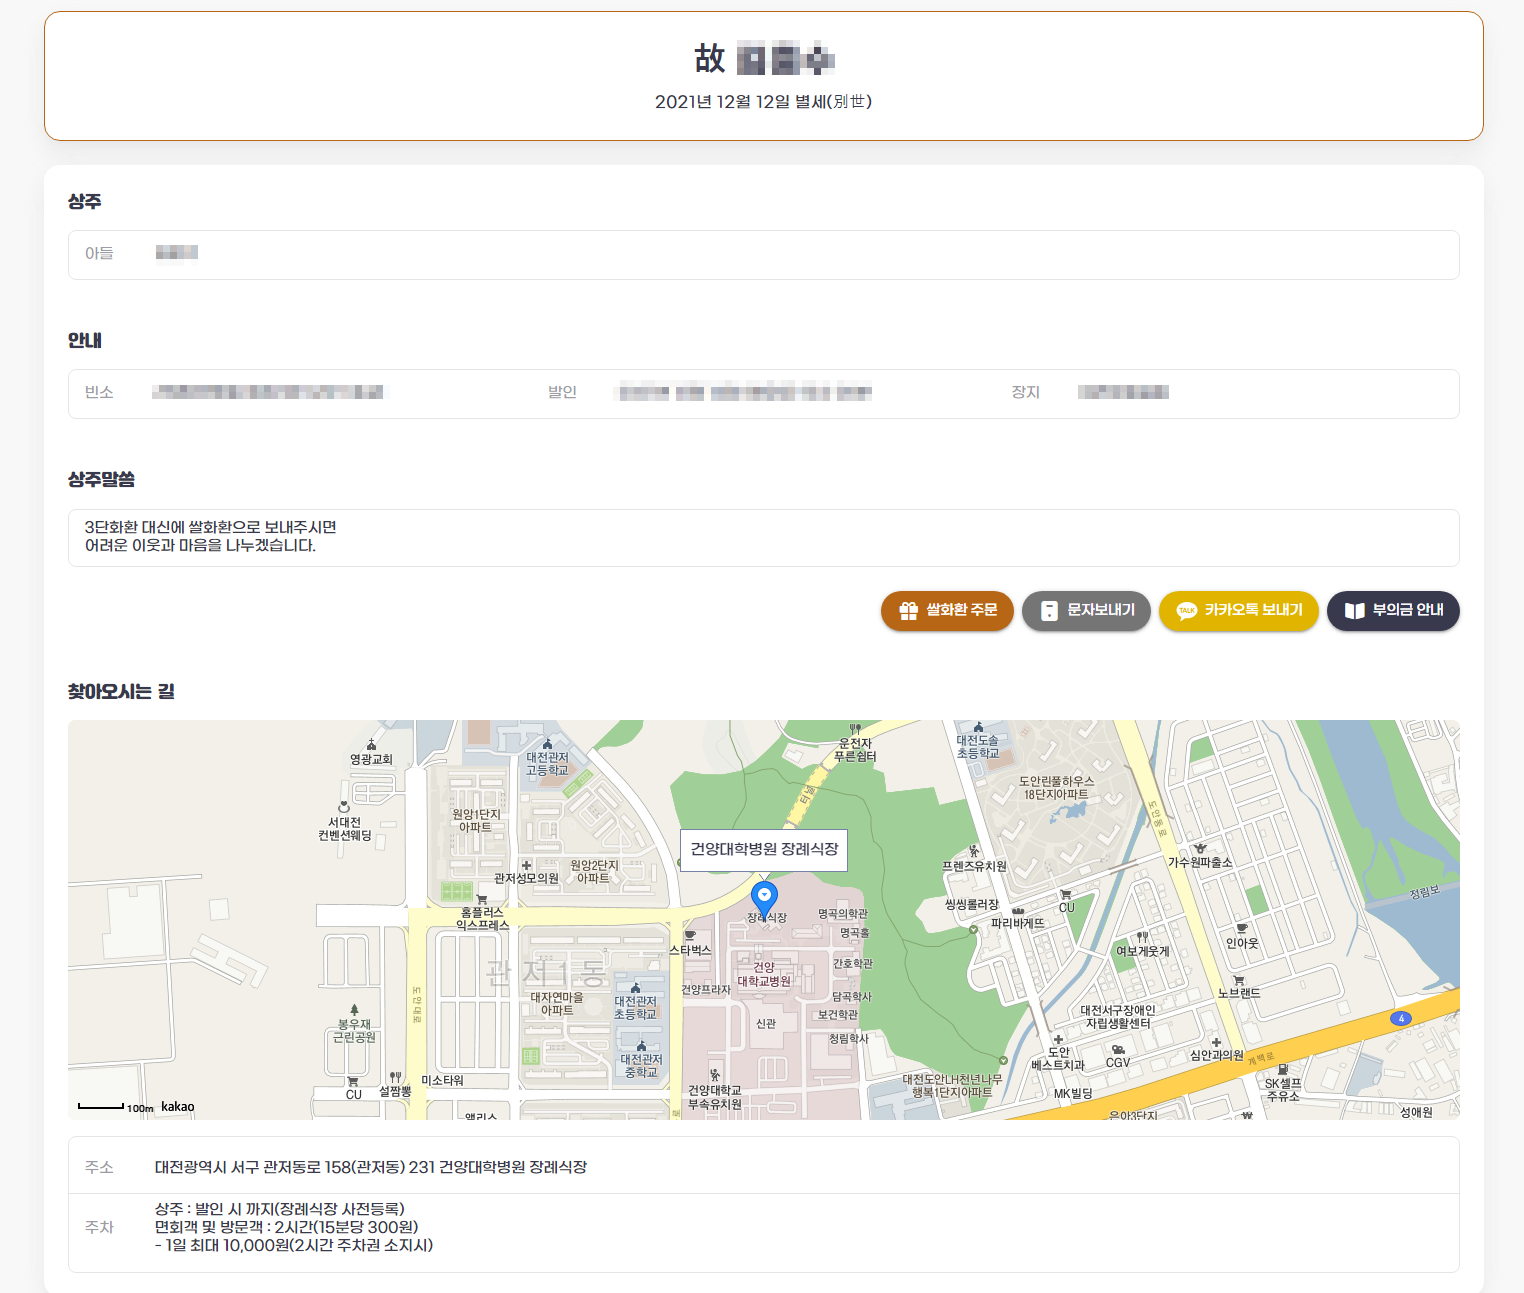 故
2021년 12월 12일 별세(別世)
상주
아들
안내
빈소 발인 장지
상주말씀
3단화환 대신에 쌀화환으로 보내주시면
어려운 이웃과 마음을 나누겠습니다.
쌀화환 주문 문자보내기 TALK 카카오톡 보내기 부의금 안내
찾아오시는 길
영광교회
대전관저
고등학교
운전자
푸른쉼터
대전도솔
초등학교
도안린풀하우스
18단지아파트
서대전
컨벤션웨딩
원앙1단지
아파트
터널
도안동로
건양대학병원 장례식장
관저성모의원
원앙2단지
아파트
프렌즈유치원
가수원파출소
정림보
홈플러스
익스프레스
장례식장
명곡의학관
명곡홀
씽씽롤러장
파리바게뜨
CU
스타벅스
여보게웃게
인아웃
관저1동
건양
대학교병원
간호학관
건양프라자
노브랜드
도안대로
대자연마을
아파트
대전관저
초등학교
담곡학사
보건학관
신관
청림학사
대전서구장애인
자립생활센터
4
봉우재
근린공원
대전관저
중학교
도안
베스트치과
CGV
심안과의원
계백로
미소타워
설짬뽕
CU
건양대학교
부속유치원
대전도안LH천년나무
행복1단지아파트
MK빌딩
SK셀프
주유소
100m kakao
앨리스
로
은아3단지
성애원
주소 대전광역시 서구 관저동로 158(관저동) 231 건양대학병원 장례식장
주차
상주 : 발인 시 까지(장례식장 사전등록)
면회객 및 방문객 : 2시간(15분당 300원)
- 1일 최대 10,000원(2시간 주차권 소지시)